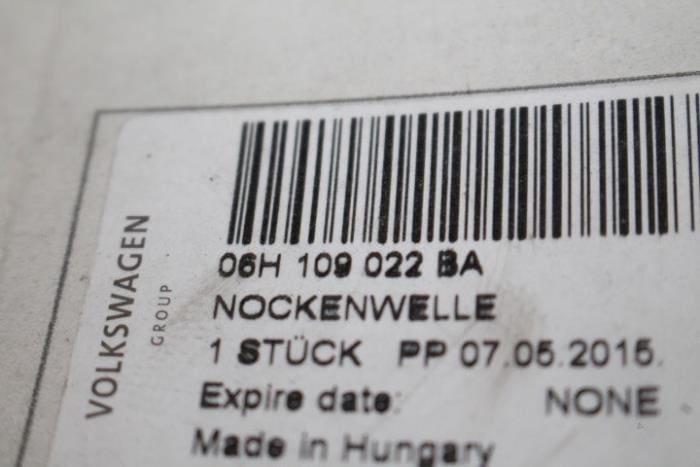 VOLKSWAGEN
GROUP
06H 109 022 BA
NOCKENWELLE
1 STÜCK PP 07.05.2015.
Expire date: NONE
Made in Hungary